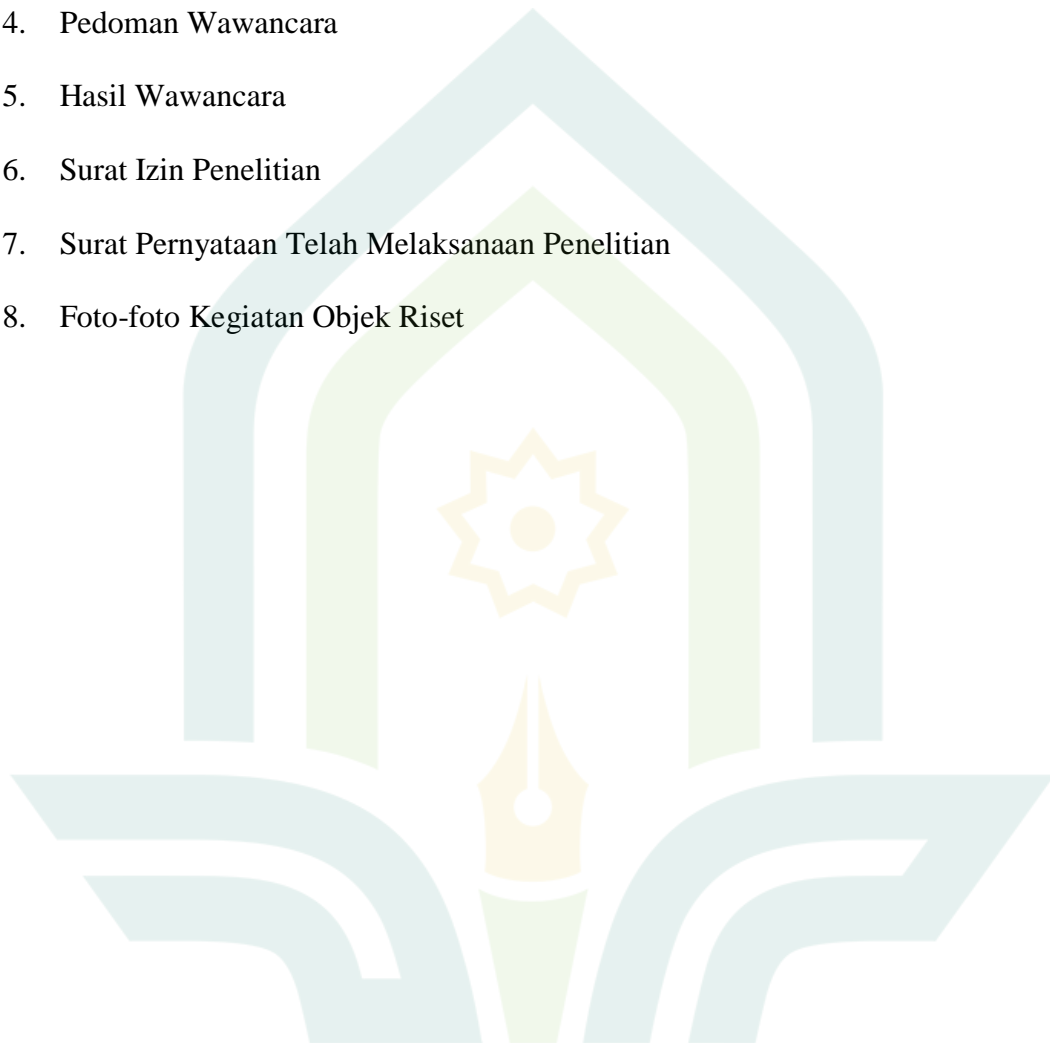 4. Pedoman Wawancara
5. Hasil Wawancara
6. Surat Izin Penelitian
7. Surat Pernyataan Telah Melaksanaan Penelitian
8. Foto-foto Kegiatan Objek Riset